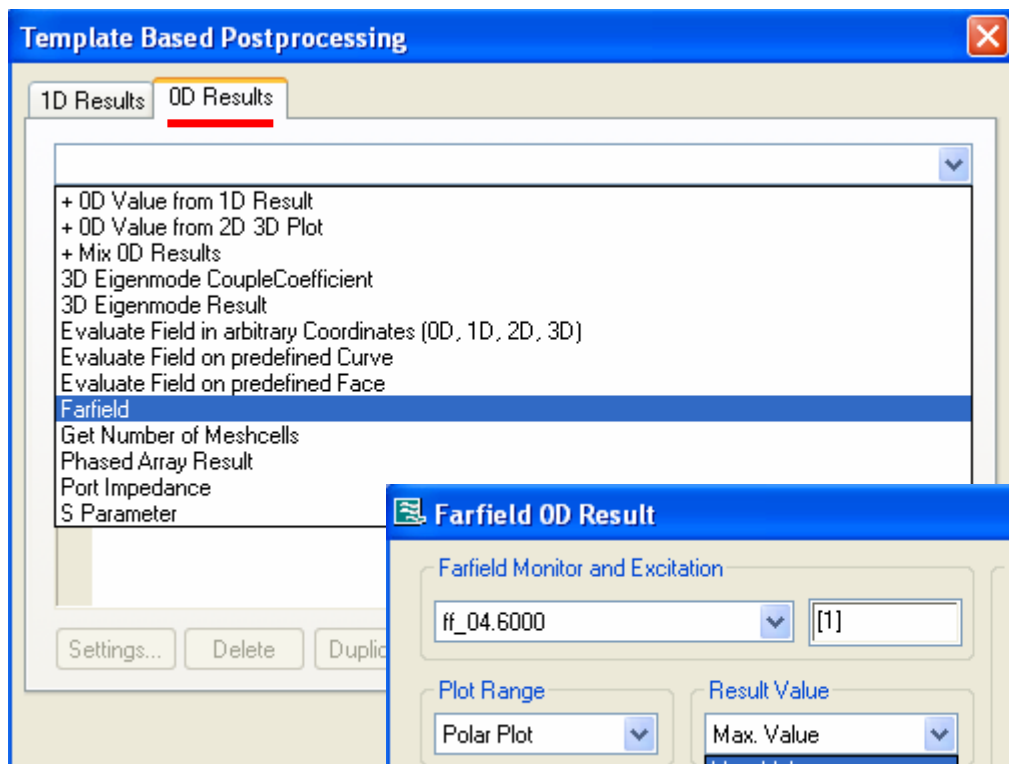 Template Based Postprocessing
1D Results 0D Results
+ 0D Value from 1D Result
+ 0D Value from 2D 3D Plot
+ Mix 0D Results
3D Eigenmode CoupleCoefficient
3D Eigenmode Result
Evaluate Field in arbitrary Coordinates (0D, 1D, 2D, 3D)
Evaluate Field on predefined Curve
Evaluate Field on predefined Face
Farfield
Get Number of Meshcells
Phased Array Result
Port Impedance
S Parameter
Settings... Delete Duplic
Farfield 0D Result
Farfield Monitor and Excitation
ff_04.6000 [1]
Plot Range Result Value
Polar Plot Max. Value